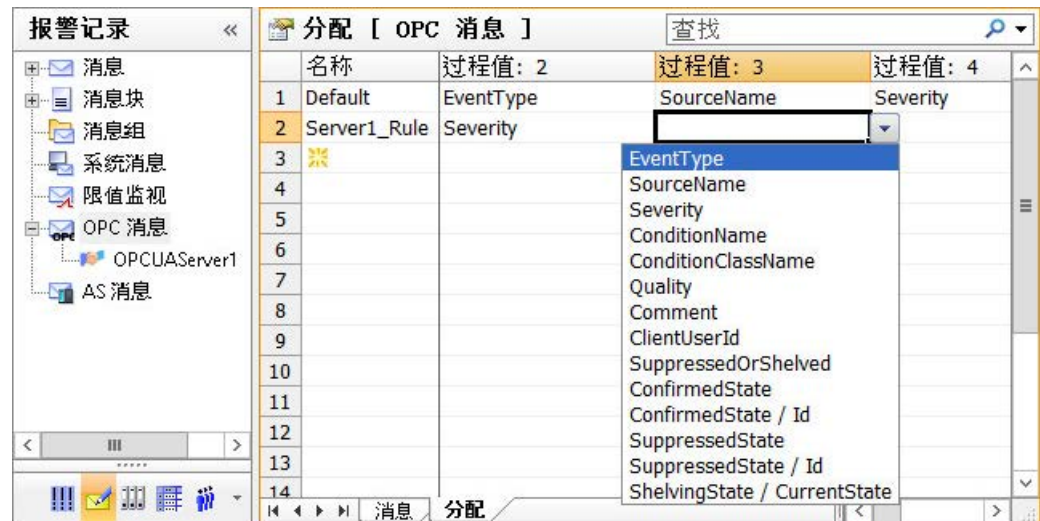 报警记录 «
消息
消息块
消息组
系统消息
限值监视
OPC 消息
OPCUAServer1
AS 消息
分配 [ OPC 消息 ]
查找
名称 过程值: 2 过程值: 3 过程值: 4
1 Default EventType SourceName Severity
2 Server1_Rule Severity
3
4
5
6
7
8
9
10
11
12
13
14
EventType
SourceName
Severity
ConditionName
ConditionClassName
Quality
Comment
ClientUserId
SuppressedOrShelved
ConfirmedState
ConfirmedState / Id
SuppressedState
SuppressedState / Id
ShelvingState / CurrentState
消息 分配